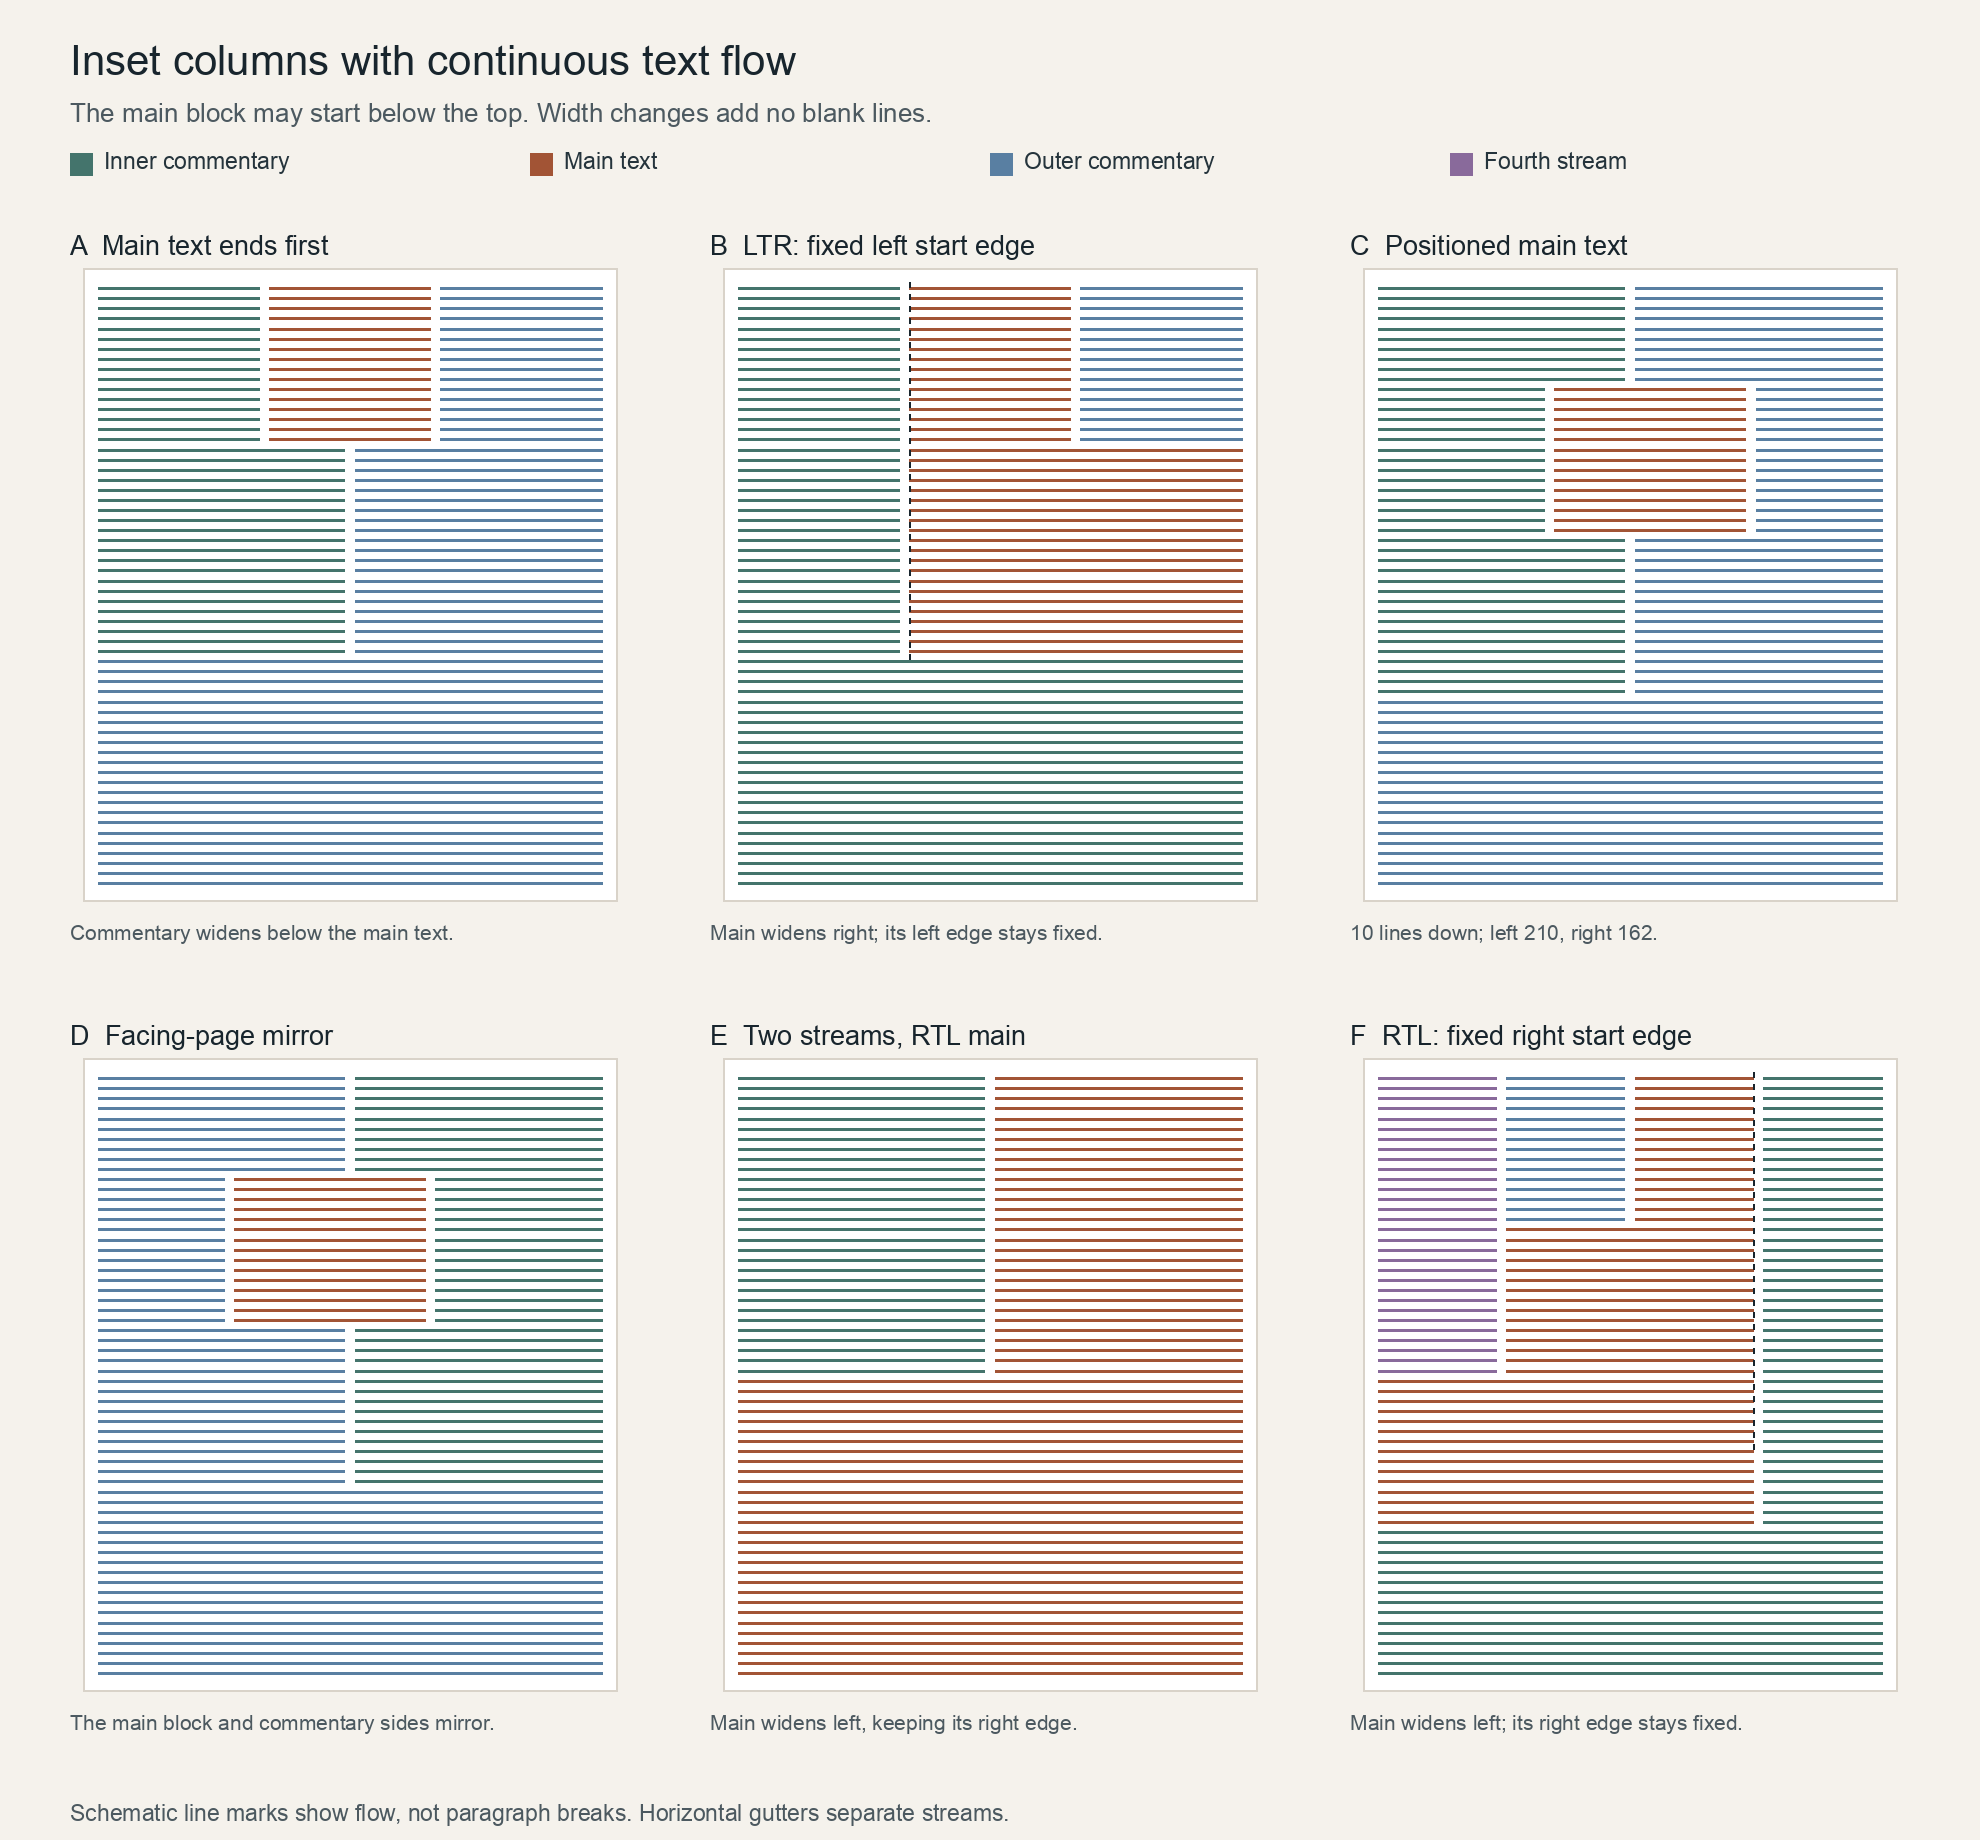 Inset columns with continuous text flow
The main block may start below the top. Width changes add no blank lines.
Inner commentary
Main text
Outer commentary
Fourth stream
A Main text ends first
B LTR: fixed left start edge
C Positioned main text
Commentary widens below the main text.
Main widens right; its left edge stays fixed.
10 lines down; left 210, right 162.
D Facing-page mirror
E Two streams, RTL main
F RTL: fixed right start edge
The main block and commentary sides mirror.
Main widens left, keeping its right edge.
Main widens left; its right edge stays fixed.
Schematic line marks show flow, not paragraph breaks. Horizontal gutters separate streams.